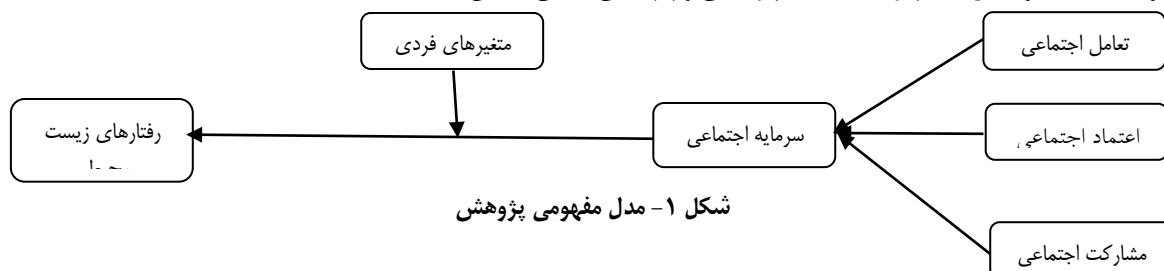 متغیرهای فردی
تعامل اجتماعی
اعتماد اجتماعی
سرمایه اجتماعی
رفتارهای زیست
مشارکت اجتماعی
شکل ۱- مدل مفهومی پژوهش